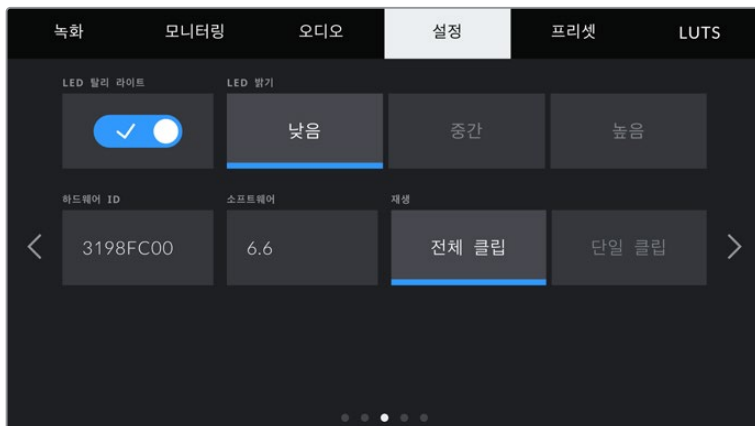 녹화 모니터링 오디오 설정 프리셋 LUTS
LED 탈리 라이트 LED 밝기
낮음 중간 높음
하드웨어 ID 소프트웨어 재생
3198FC00 6.6 전체 클립 단일 클립